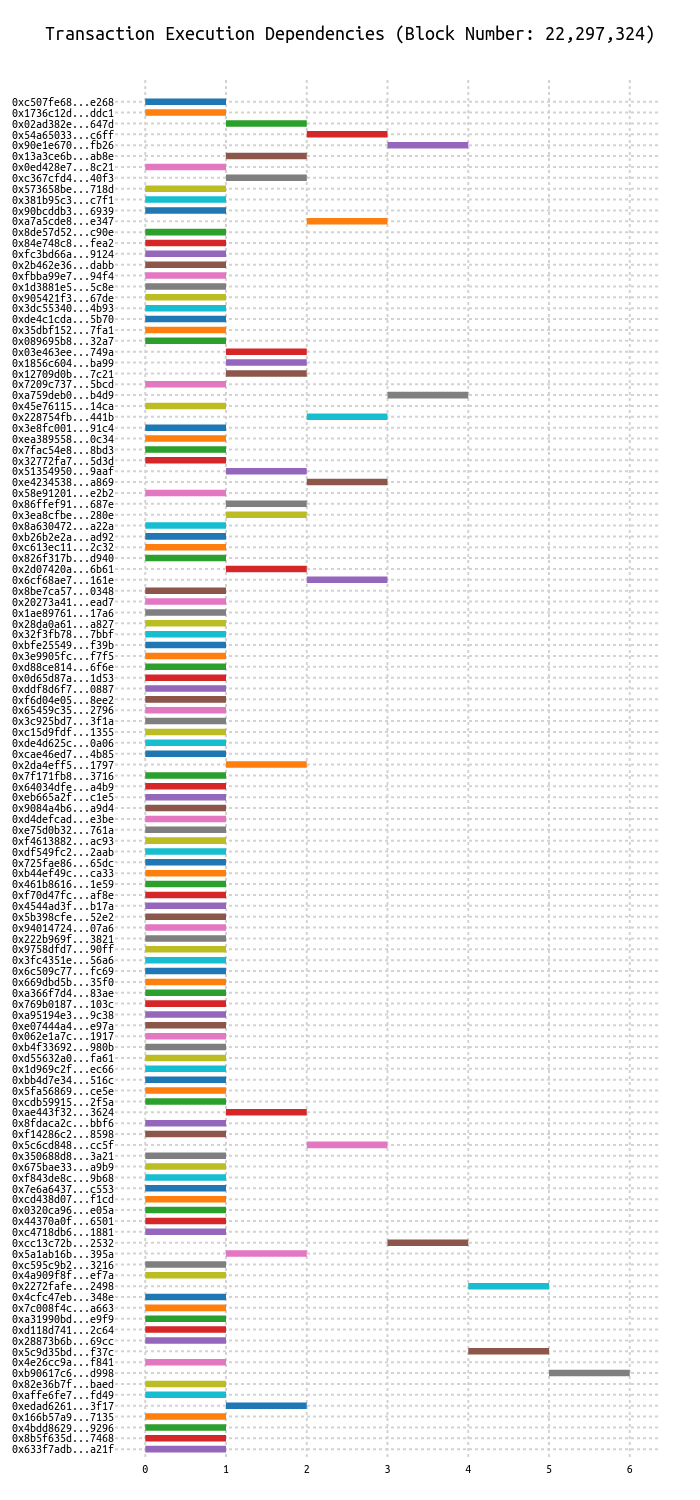 Transaction Execution Dependencies (Block Number: 22,297,324)
0xc507fe68...e268
0x1736c12d...ddc1
0x02ad382e...647d
0x54a65033...c6ff
0x90e1e670...fb26
0x13a3ce6b...ab8e
0x0ed428e7...8c21
0xc367cfd4...40f3
0x573658be...718d
0x381b95c3...c7f1
0x90bcddb3...6939
0xa7a5cde8...e347
0x8de57d52...c90e
0x84e748c8...fea2
0xfc3bd66a...9124
0x2b462e36...dabb
0xfbba99e7...94f4
0x1d3881e5...5c8e
0x905421f3...67de
0x3dc55340...4b93
0xde4c1cda...5b70
0x35dbf152...7fa1
0x089695b8...32a7
0x03e463ee...749a
0x1856c604...ba99
0x12709d0b...7c21
0x7209c737...5bcd
0xa759deb0...b4d9
0x45e76115...14ca
0x228754fb...441b
0x3e8fc001...91c4
0xea389558...0c34
0x7fac54e8...8bd3
0x32772fa7...5d3d
0x51354950...9aaf
0xe4234538...a869
0x58e91201...e2b2
0x86ffef91...687e
0x3ea8cfbe...280e
0x8a630472...a22a
0xb26b2e2a...ad92
0xc613ec11...2c32
0x826f317b...d940
0x2d07420a...6b61
0x6cf68ae7...161e
0x8be7ca57...0348
0x20273a41...ead7
0x1ae89761...17a6
0x28da0a61...a827
0x32f3fb78...7bbf
0xbfe25549...f39b
0x3e9905fc...f7f5
0xd88ce814...6f6e
0x0d65d87a...1d53
0xddf8d6f7...0887
0xf6d04e05...8ee2
0x65459c35...2796
0x3c925bd7...3f1a
0xc15d9fdf...1355
0xde4d625c...0a06
0xcae46ed7...4b85
0x2da4eff5...1797
0x7f171fb8...3716
0x64034dfe...a4b9
0xeb665a2f...c1e5
0x9084a4b6...a9d4
0xd4defcad...e3be
0xe75d0b32...761a
0xf4613882...ac93
0xdf549fc2...2aab
0x725fae86...65dc
0xb44ef49c...ca33
0x461b8616...1e59
0xf70d47fc...af8e
0x4544ad3f...b17a
0x5b398cfe...52e2
0x94014724...07a6
0x222b969f...3821
0x9758dfd7...90ff
0x3fc4351e...56a6
0x6c509c77...fc69
0x669dbd5b...35f0
0xa366f7d4...83ae
0x769b0187...103c
0xa95194e3...9c38
0xe07444a4...e97a
0x062e1a7c...1917
0xb4f33692...980b
0xd55632a0...fa61
0x1d969c2f...ec66
0xbb4d7e34...516c
0x5fa56869...ce5e
0xcdb59915...2f5a
0xae443f32...3624
0x8fdaca2c...bbf6
0xf14286c2...8598
0x5c6cd848...cc5f
0x350688d8...3a21
0x675bae33...a9b9
0xf843de8c...9b68
0x7e6a6437...c553
0xcd438d07...f1cd
0x0320ca96...e05a
0x44370a0f...6501
0xc4718db6...1881
0xcc13c72b...2532
0x5a1ab16b...395a
0xc595c9b2...3216
0x4a909f8f...ef7a
0x2272fafe...2498
0x4cfc47eb...348e
0x7c008f4c...a663
0xa31990bd...e9f9
0xd118d741...2c64
0x28873b6b...69cc
0x5c9d35bd...f37c
0x4e26cc9a...f841
0xb90617c6...d998
0x82e36b7f...baed
0xaffe6fe7...fd49
0xedad6261...3f17
0x166b57a9...7135
0x4bdd8629...9296
0x8b5f635d...7468
0x633f7adb...a21f
0 1 2 3 4 5 6